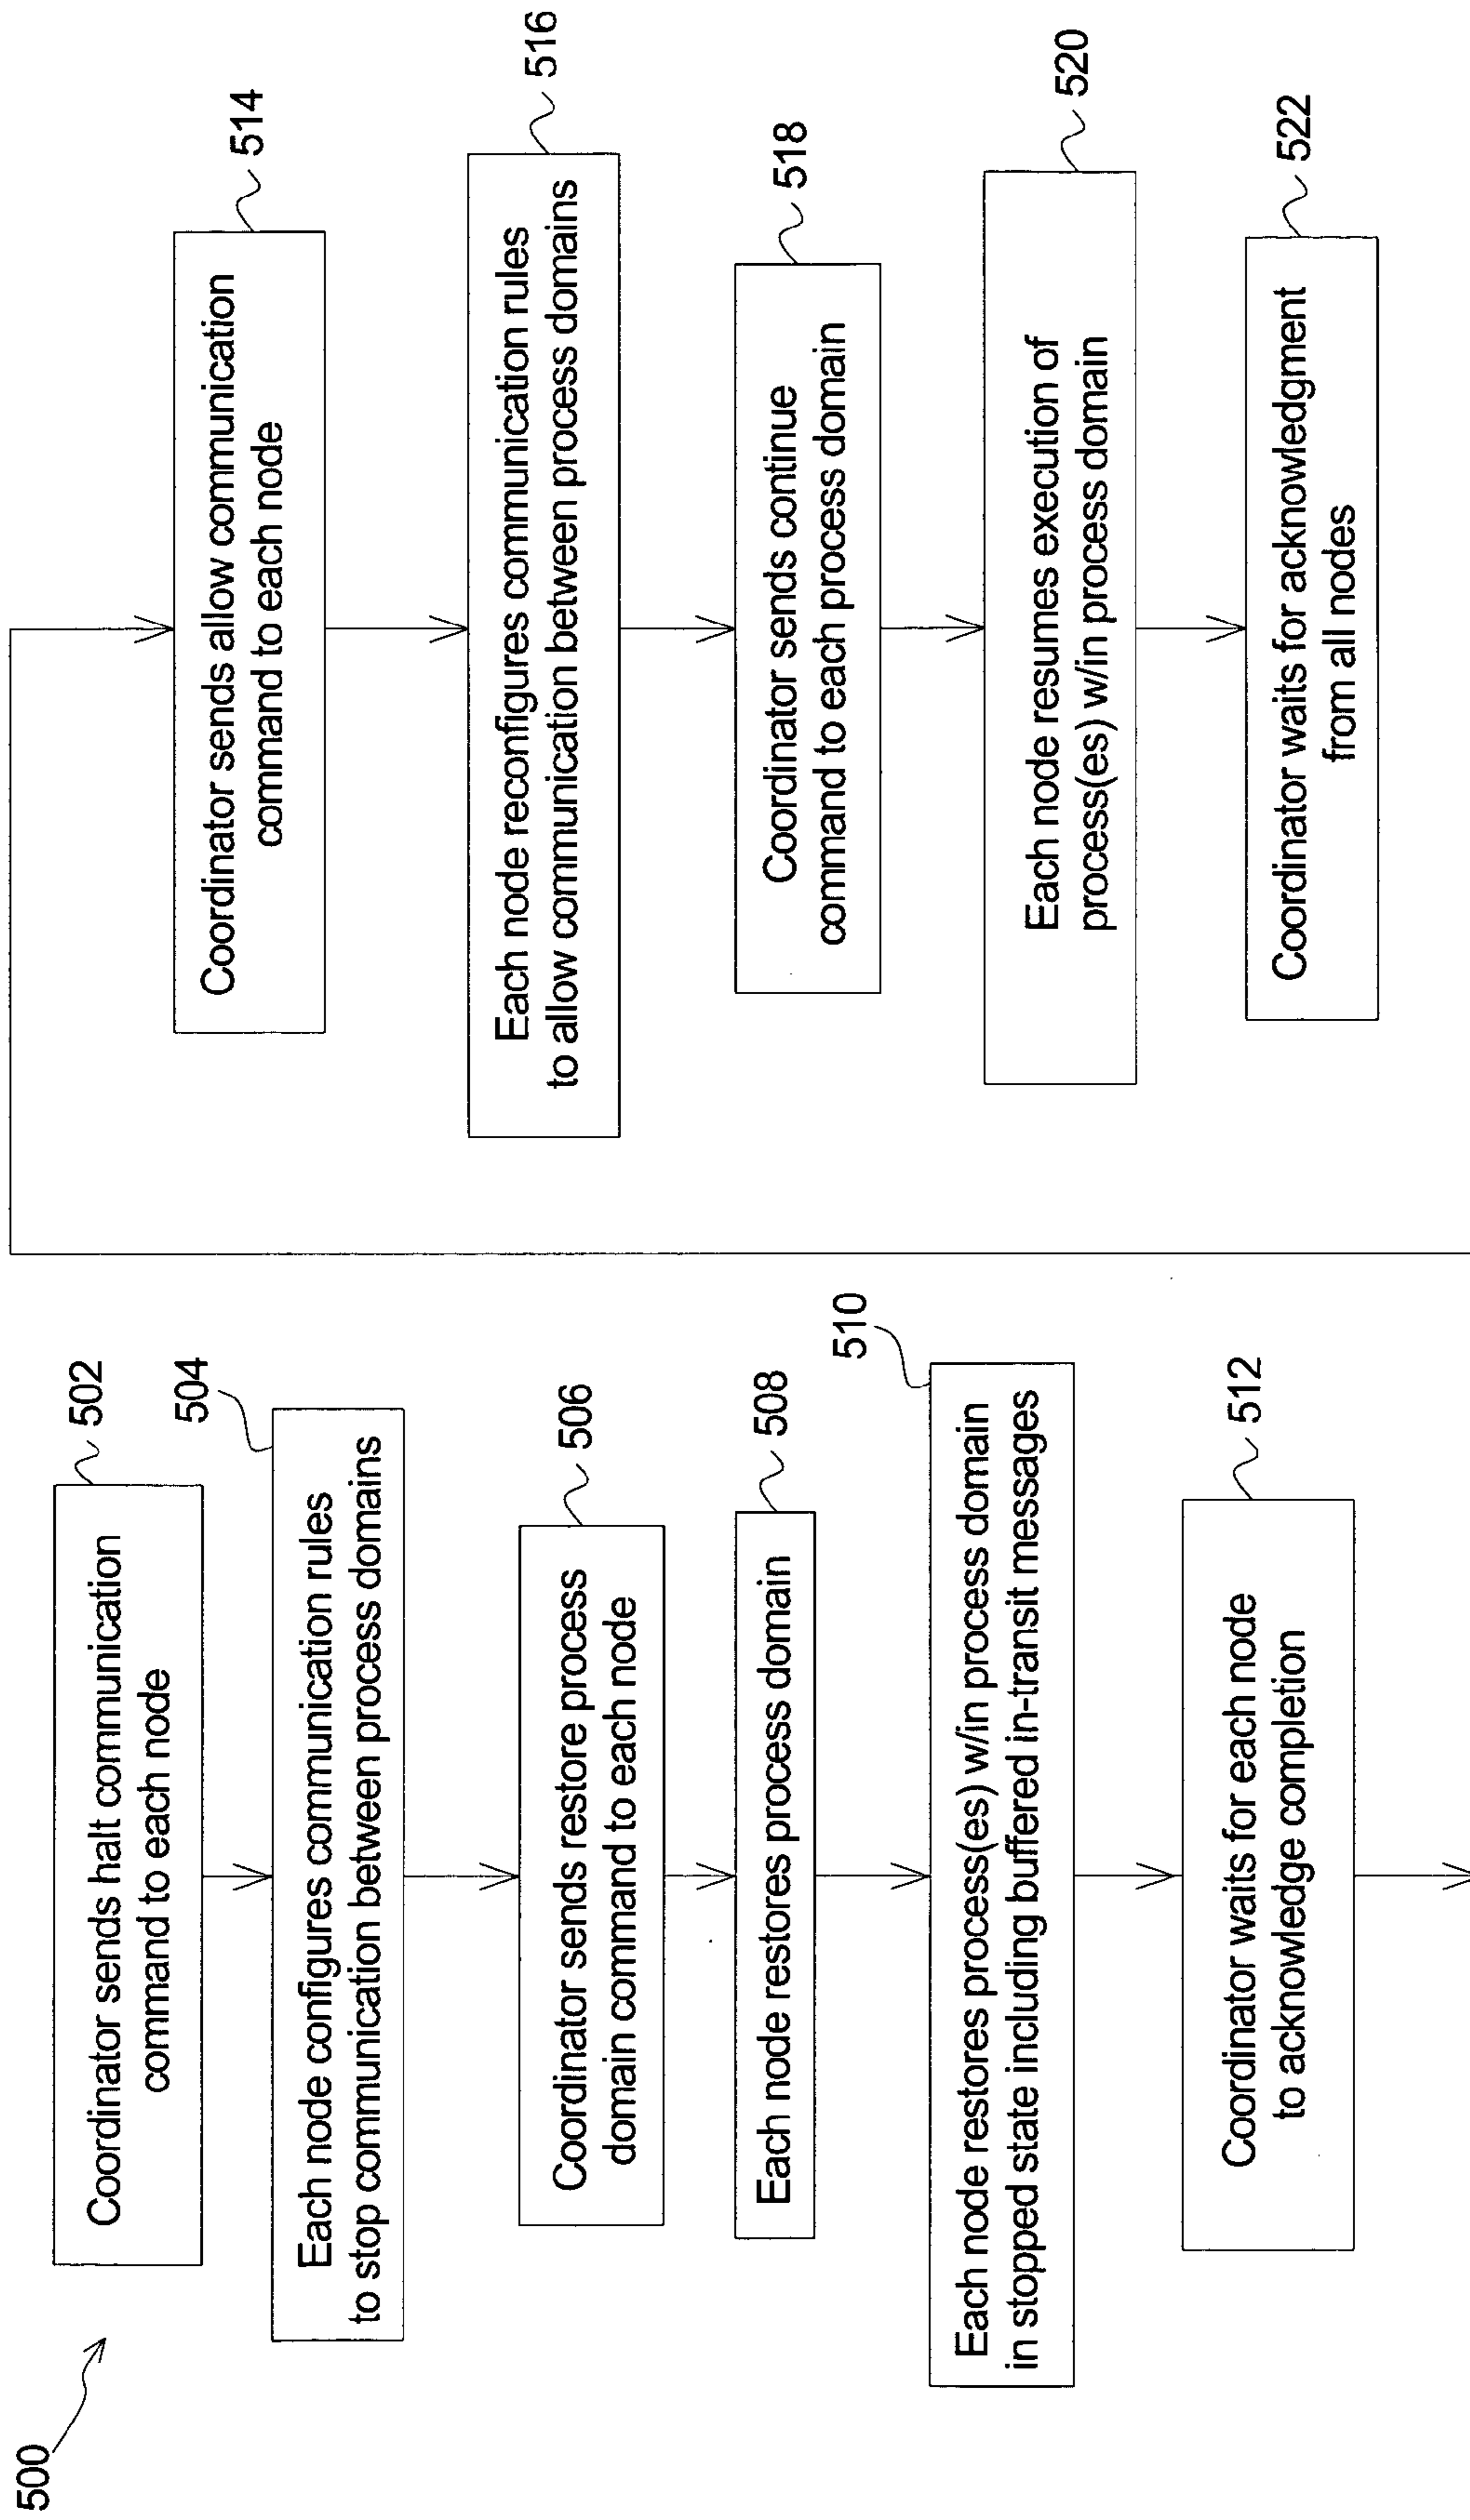 500
Coordinator sends halt communication
command to each node
502
Each node configures communication rules
to stop communication between process domains
504
Coordinator sends restore process
domain command to each node
506
Each node restores process domain
508
Each node restores process(es) w/in process domain
in stopped state including buffered in-transit messages
510
Coordinator waits for each node
to acknowledge completion
512
Coordinator sends allow communication
command to each node
514
Each node reconfigures communication rules
to allow communication between process domains
516
Coordinator sends continue
command to each process domain
518
Each node resumes execution of
process(es) w/in process domain
520
Coordinator waits for acknowledgment
from all nodes
522